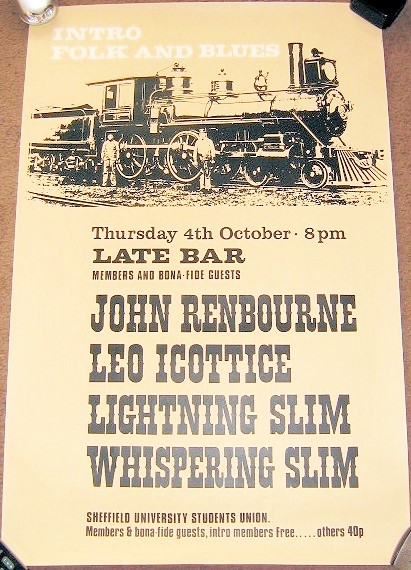 INTRO
FOLK AND BLUES
Thursday 4th October · 8pm
LATE BAR
MEMBERS AND BONA-FIDE GUESTS
JOHN RENBOURNE
LEO ICOTTICE
LIGHTNING SLIM
WHISPERING SLIM
SHEFFIELD UNIVERSITY STUDENTS UNION.
Members & bona-fide guests, intro members Free.....others 40p